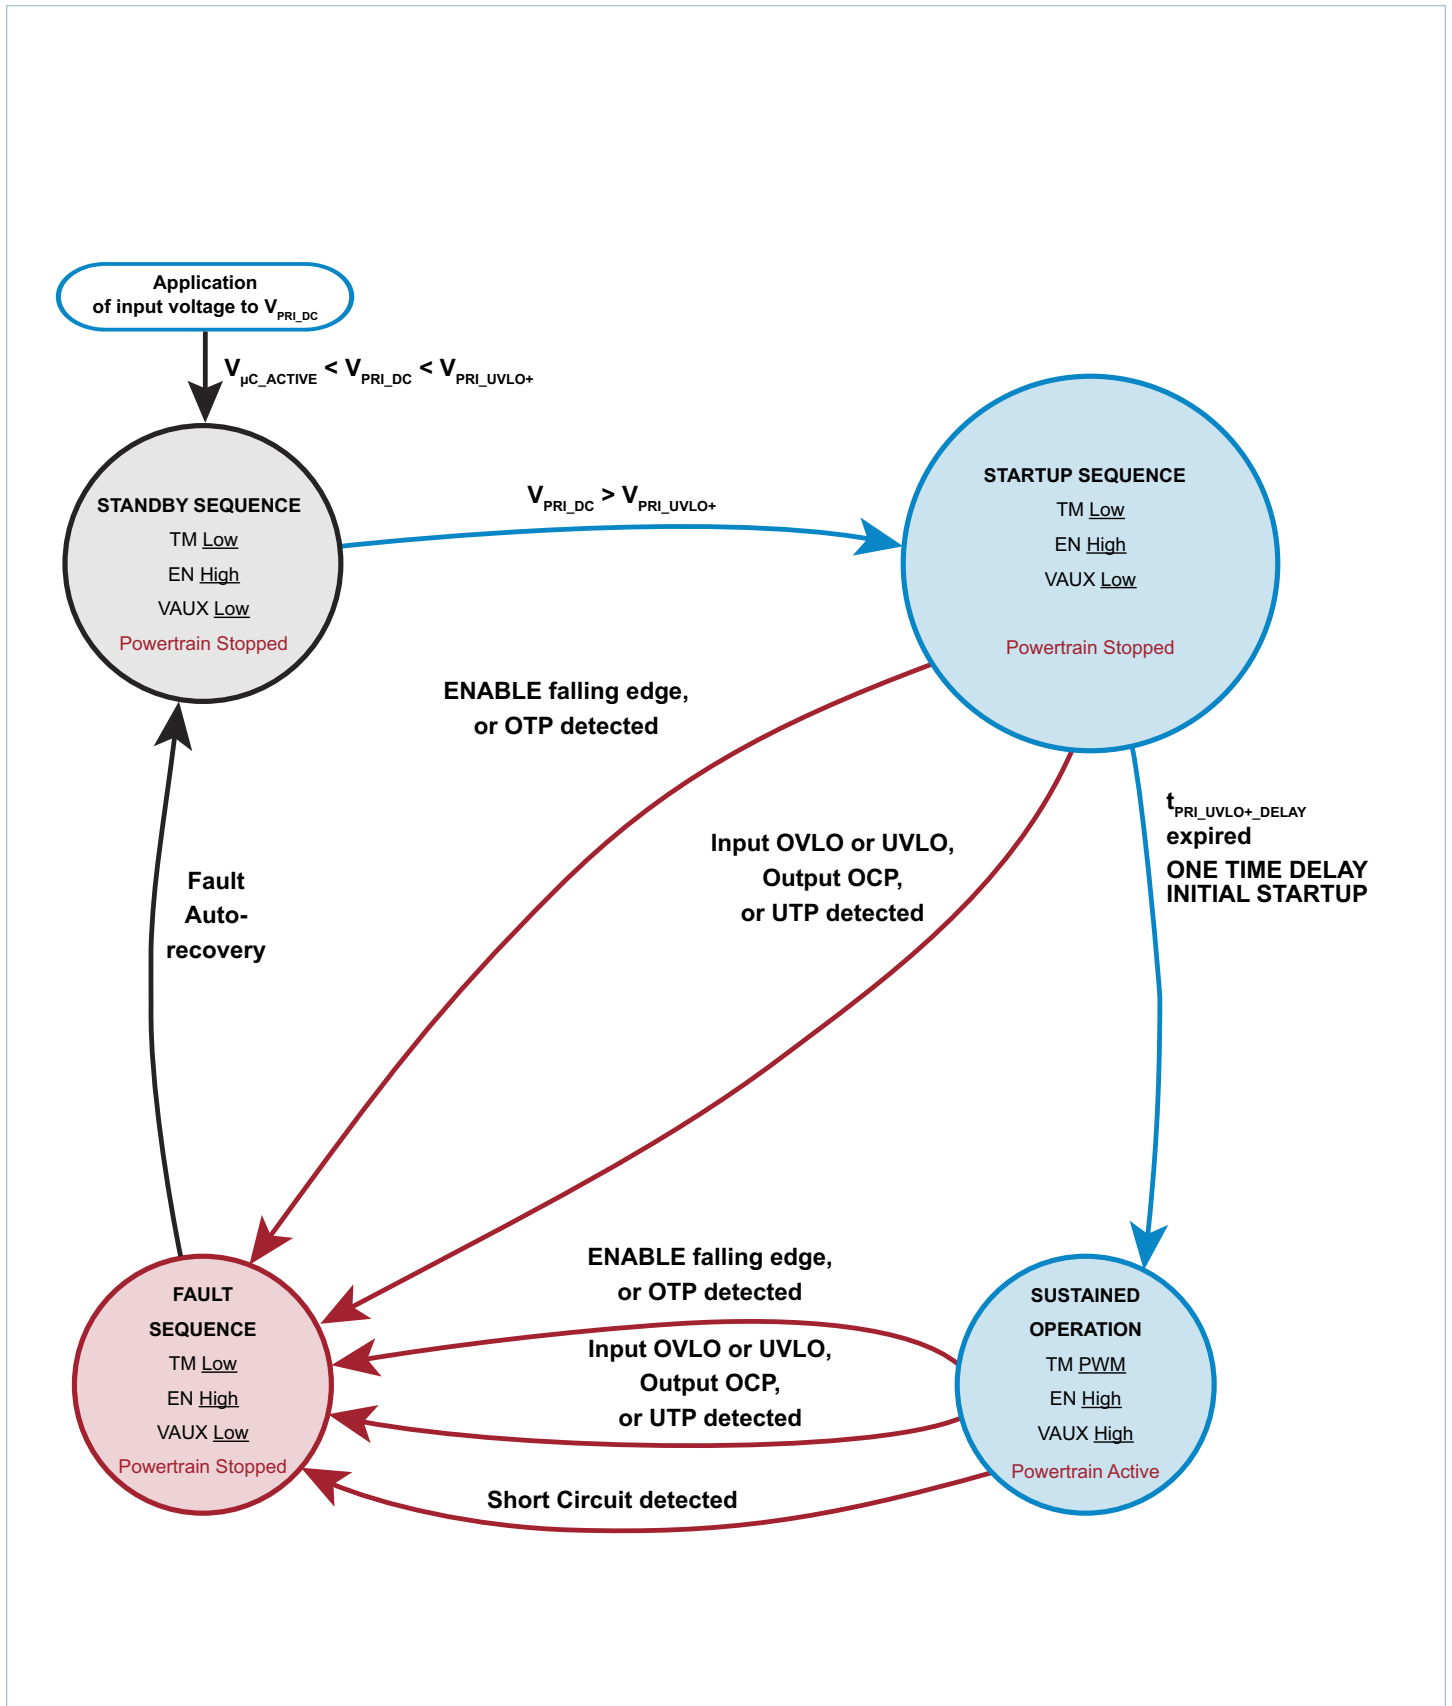 Application
of input voltage to VPRI_DC
VµC_ACTIVE < VPRI_DC < VPRI_UVLO+
STANDBY SEQUENCE
TM Low
EN High
VAUX Low
Powertrain Stopped
VPRI_DC > VPRI_UVLO+
STARTUP SEQUENCE
TM Low
EN High
VAUX Low
Powertrain Stopped
ENABLE falling edge,
or OTP detected
Input OVLO or UVLO,
Output OCP,
or UTP detected
tPRI_UVLO+_DELAY
expired
ONE TIME DELAY
INITIAL STARTUP
Fault
Auto-
recovery
FAULT
SEQUENCE
TM Low
EN High
VAUX Low
Powertrain Stopped
ENABLE falling edge,
or OTP detected
Input OVLO or UVLO,
Output OCP,
or UTP detected
Short Circuit detected
SUSTAINED
OPERATION
TM PWM
EN High
VAUX High
Powertrain Active